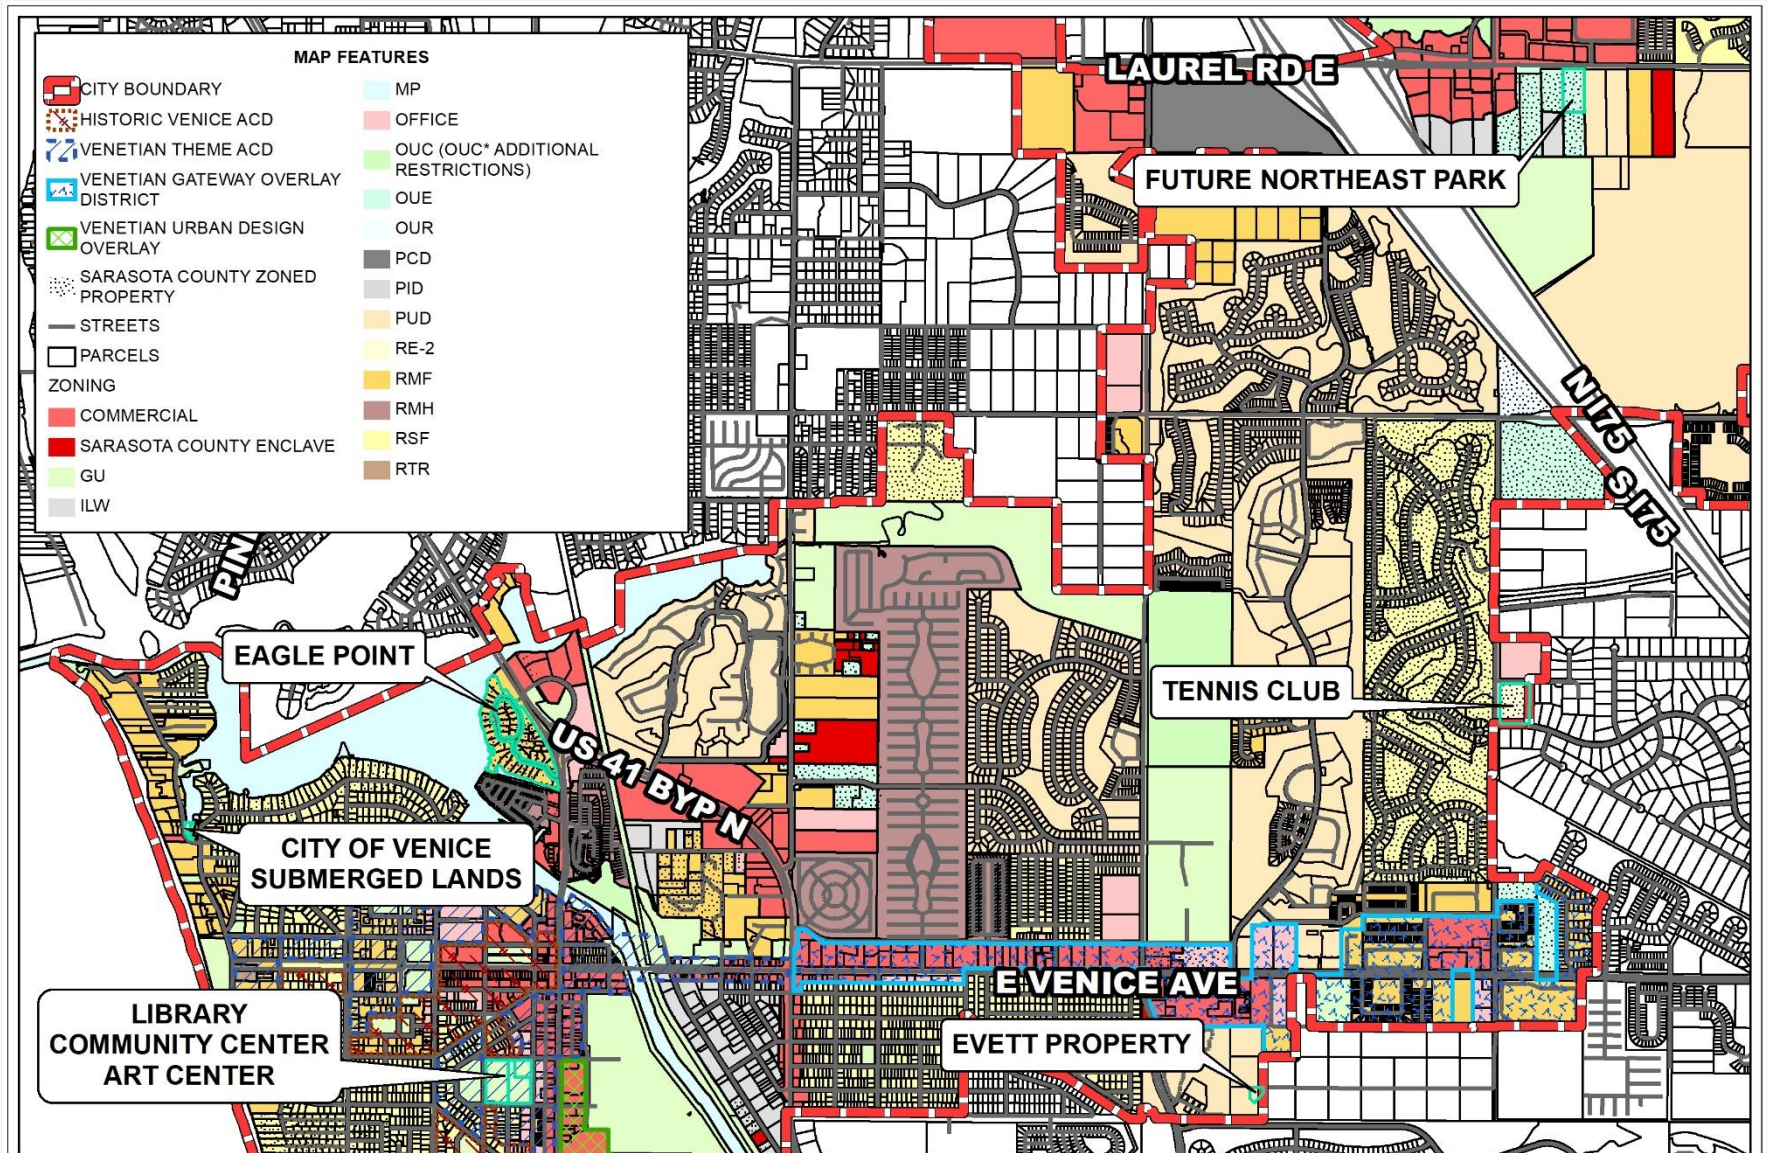 MAP FEATURES
CITY BOUNDARY
HISTORIC VENICE ACD
VENETIAN THEME ACD
VENETIAN GATEWAY OVERLAY
DISTRICT
VENETIAN URBAN DESIGN
OVERLAY
SARASOTA COUNTY ZONED
PROPERTY
STREETS
PARCELS
ZONING
COMMERCIAL
SARASOTA COUNTY ENCLAVE
GU
ILW
MP
OFFICE
OUC (OUC* ADDITIONAL
RESTRICTIONS)
OUE
OUR
PCD
PID
PUD
RE-2
RMF
RMH
RSF
RTR
LAUREL RD E
FUTURE NORTHEAST PARK
N I75
S I75
PIN
EAGLE POINT
US 41 BYP N
TENNIS CLUB
CITY OF VENICE
SUBMERGED LANDS
E VENICE AVE
LIBRARY
COMMUNITY CENTER
ART CENTER
EVETT PROPERTY